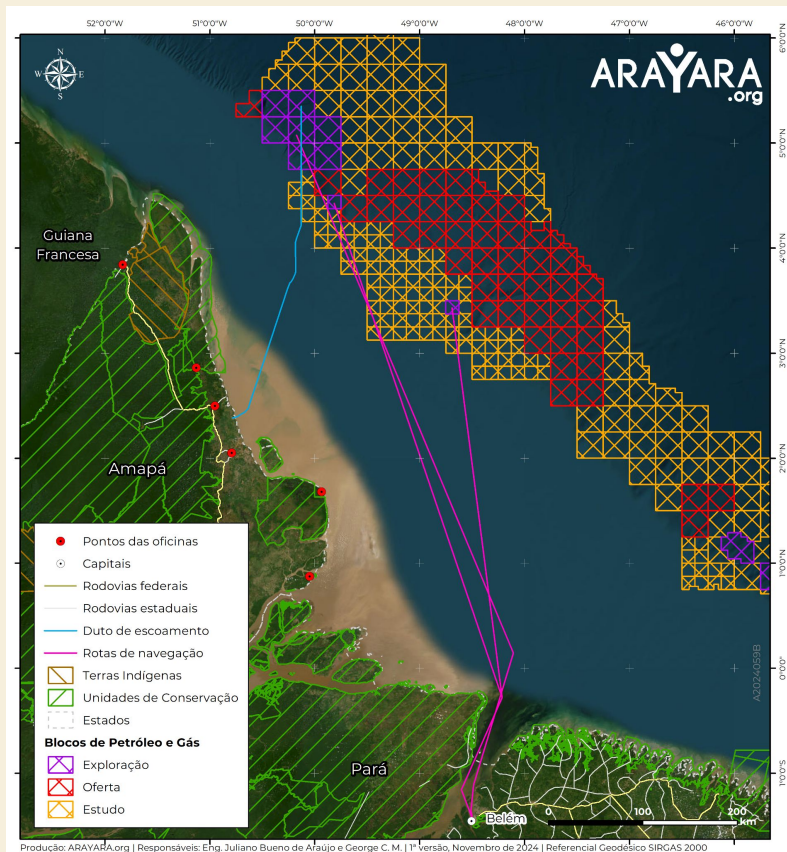 52°0'0"W 51°0'0"W 50°0'0"W 49°0'0"W 48°0'0"W 47°0'0"W 46°0'0"W
6°0'0"N
5°0'0"N
4°0'0"N
3°0'0"N
2°0'0"N
1°0'0"N
0°0'0"
1°0'0"S
N
W E
S
ARAYARA
.org
Guiana
Francesa
Amapá
Pará
Belém
Pontos das oficinas
Capitais
Rodovias federais
Rodovias estaduais
Duto de escoamento
Rotas de navegação
Terras Indígenas
Unidades de Conservação
Estados
Blocos de Petróleo e Gás
Exploração
Oferta
Estudo
A2024059B
0 100 200
km
Produção: ARAYARA.org | Responsáveis: Eng. Juliano Bueno de Araújo e George C. M. | 1ª versão, Novembro de 2024 | Referencial Geodésico SIRGAS 2000